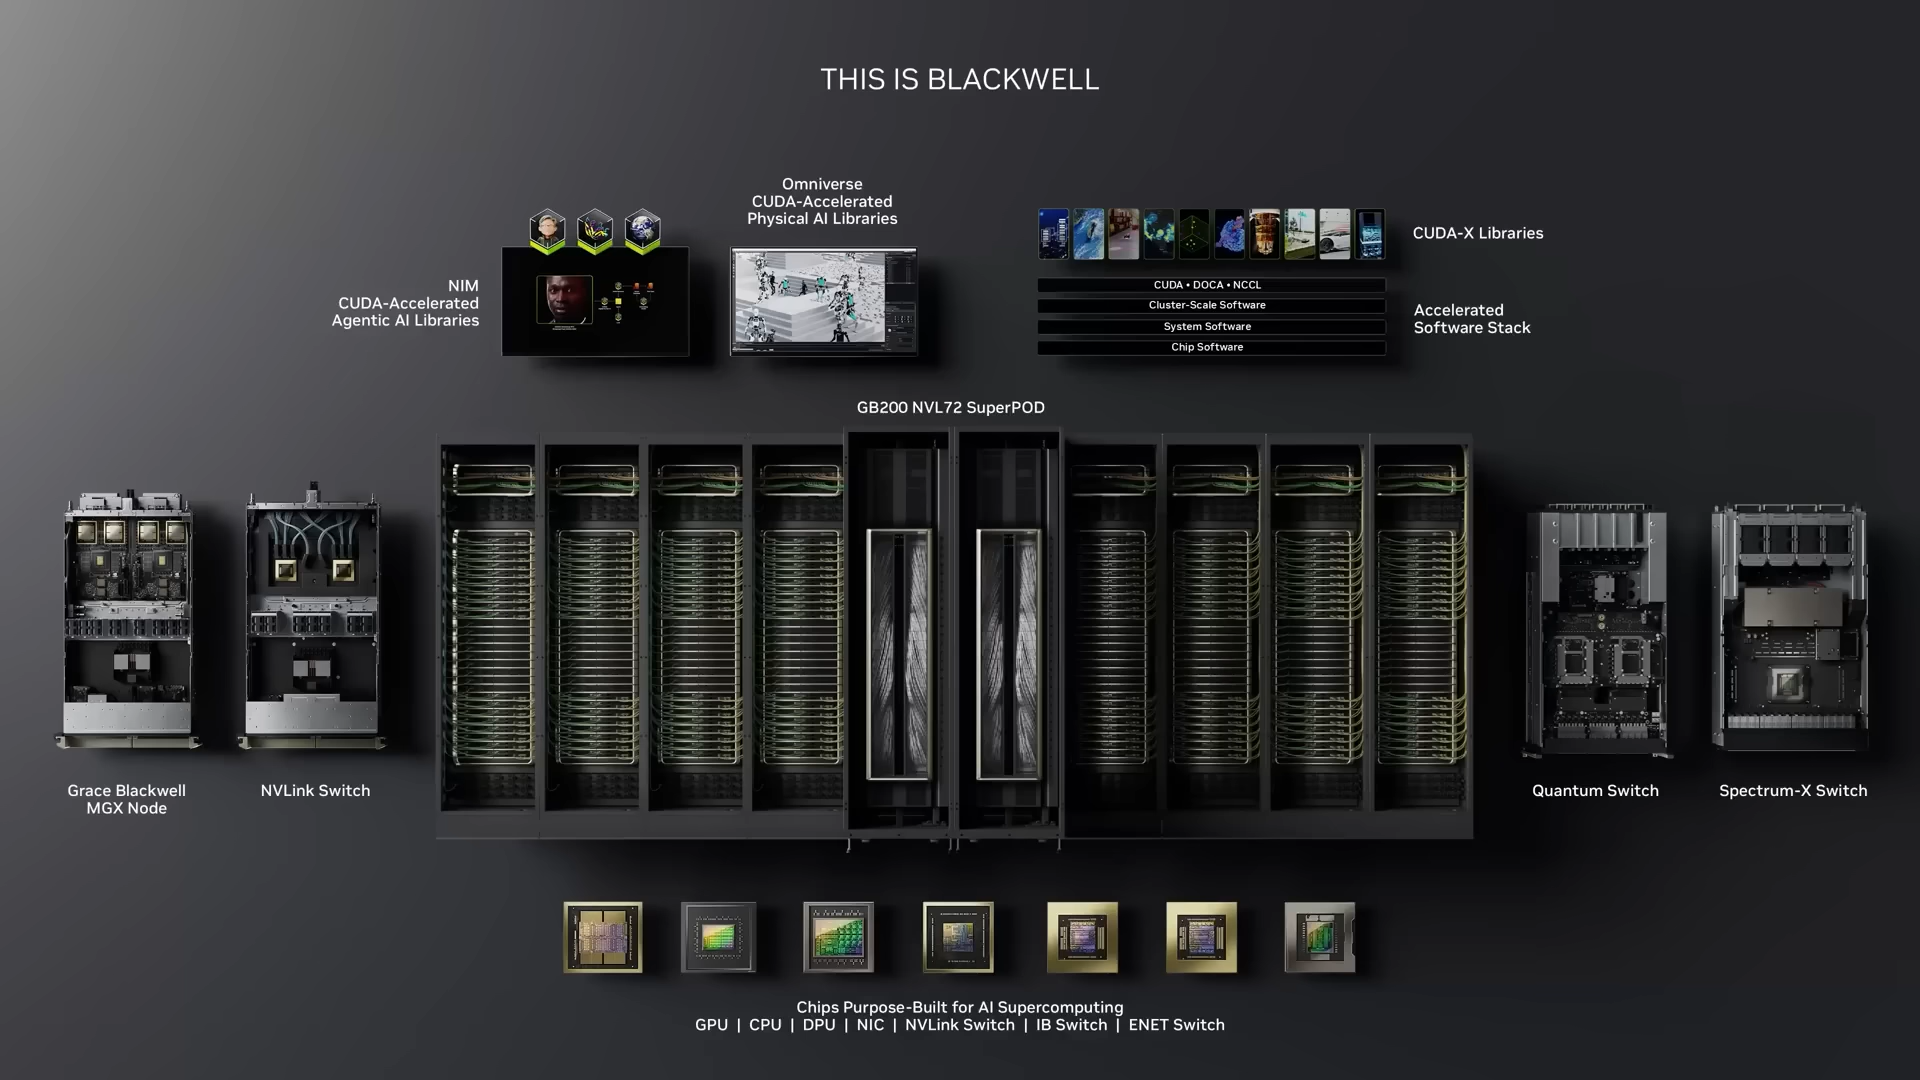 THIS IS BLACKWELL
Omniverse
CUDA-Accelerated
Physical AI Libraries
NIM
CUDA-Accelerated
Agentic AI Libraries
CUDA-X Libraries
CUDA • DOCA • NCCL
Cluster-Scale Software
System Software
Chip Software
Accelerated
Software Stack
GB200 NVL72 SuperPOD
Grace Blackwell
MGX Node
NVLink Switch
Quantum Switch
Spectrum-X Switch
Chips Purpose-Built for AI Supercomputing
GPU | CPU | DPU | NIC | NVLink Switch | IB Switch | ENET Switch